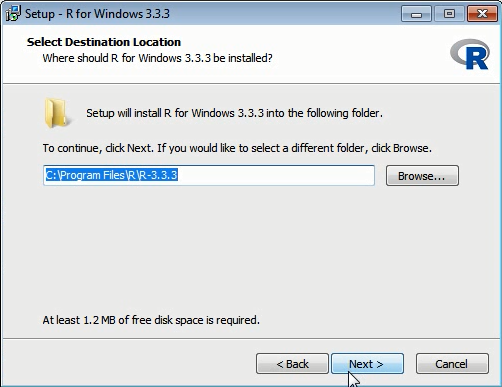 Setup - R for Windows 3.3.3
Select Destination Location
Where should R for Windows 3.3.3 be installed?
R
Setup will install R for Windows 3.3.3 into the following folder.
To continue, click Next. If you would like to select a different folder, click Browse.
C:\Program Files\R\R-3.3.3
Browse...
At least 1.2 MB of free disk space is required.
< Back
Next >
Cancel